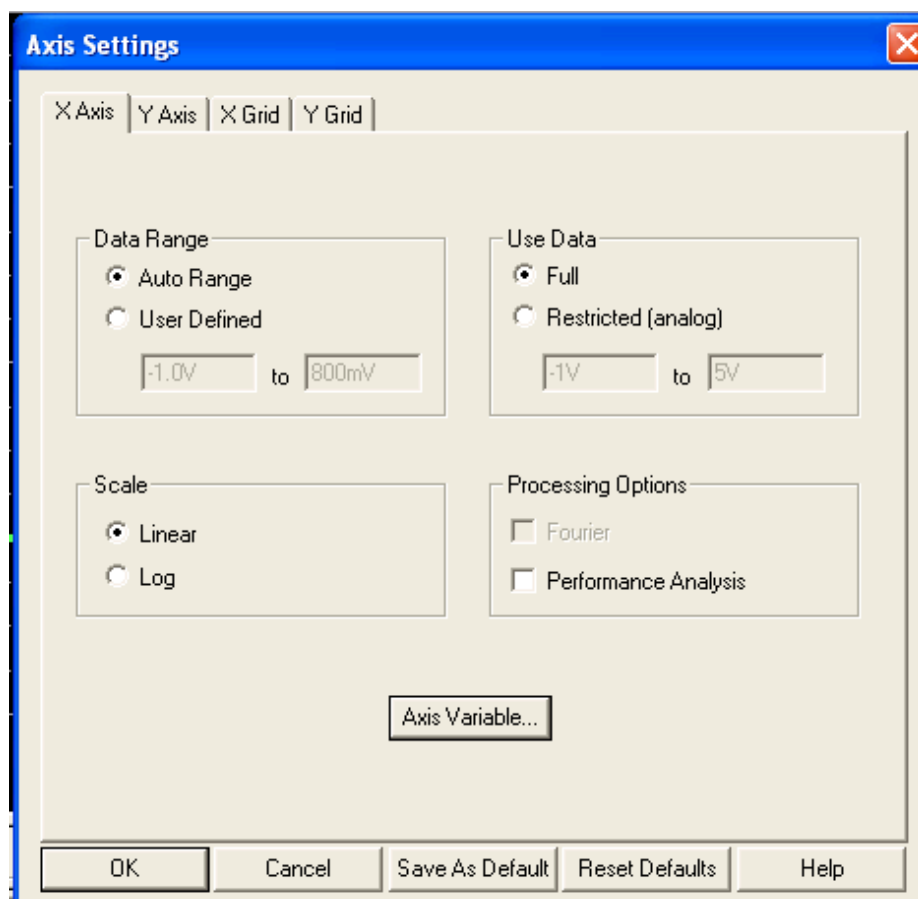 Axis Settings
X Axis Y Axis X Grid Y Grid
Data Range
Auto Range
User Defined
-1.0V to 800mV
Use Data
Full
Restricted (analog)
-1V to 5V
Scale
Linear
Log
Processing Options
Fourier
Performance Analysis
Axis Variable...
OK Cancel Save As Default Reset Defaults Help